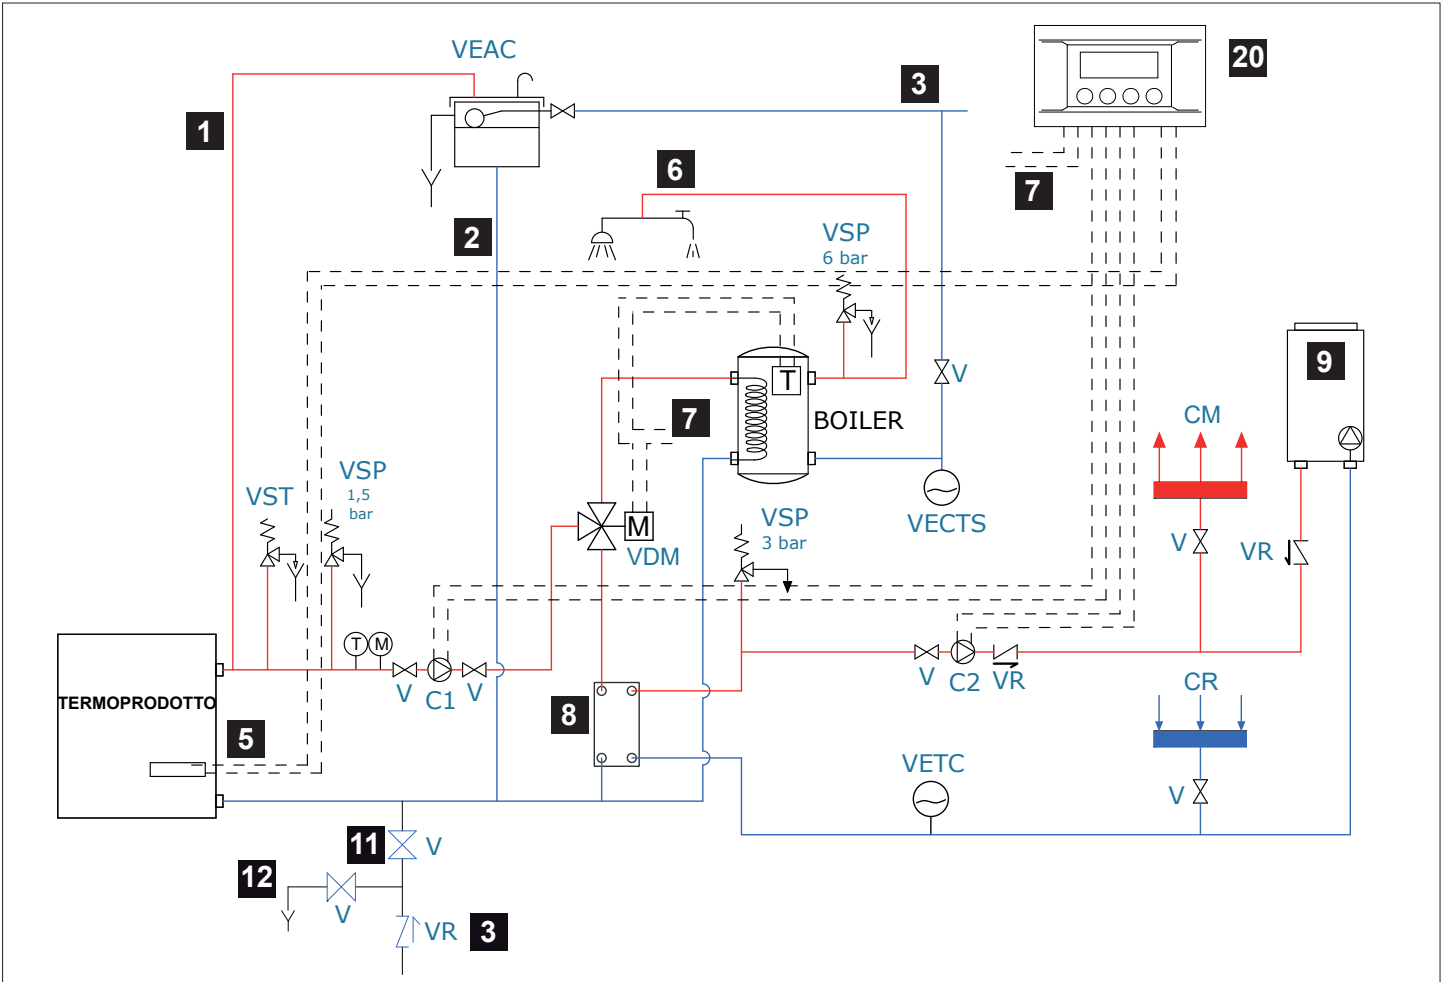 VEAC
3
20
1
6
7
2
VSP
6 bar
9
V
T
CM
7
BOILER
VSP
1,5
bar
VST
VECTS
VSP
3 bar
M
VDM
V
VR
T
M
V
C1
V
V
C2
VR
CR
TERMOPRODOTTO
5
8
VETC
V
11
V
12
V
VR
3